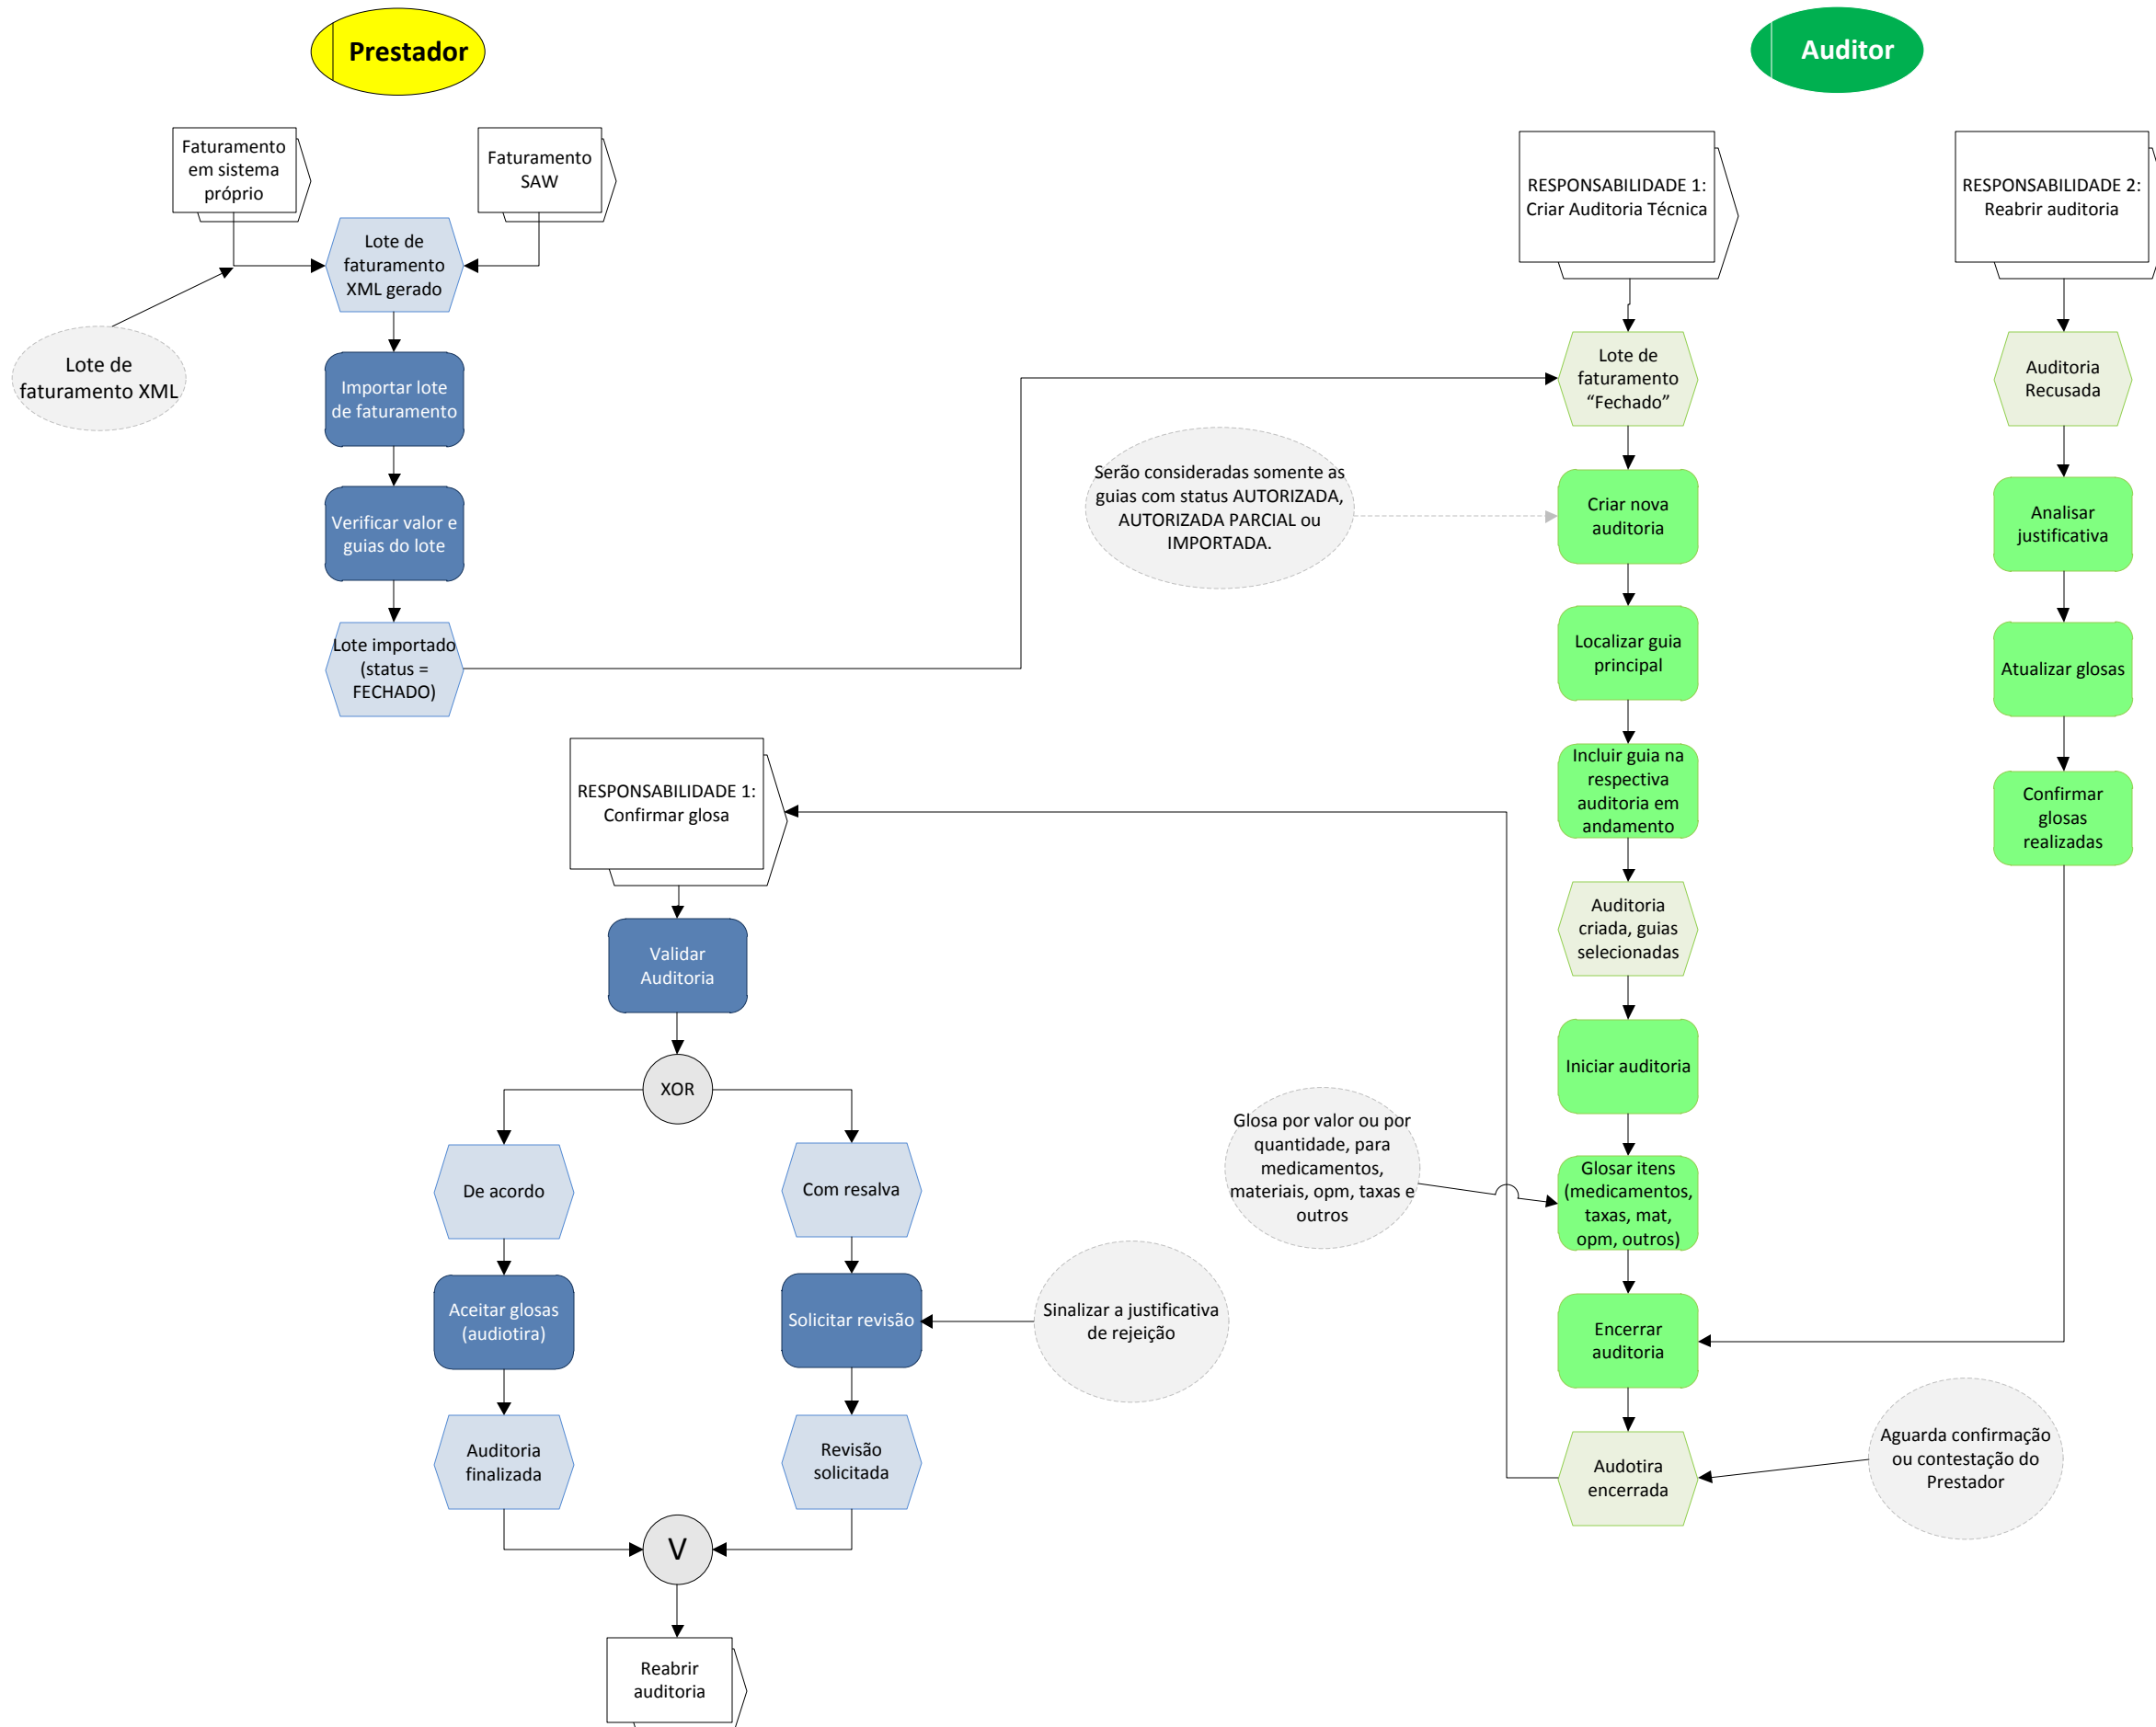 Prestador
Auditor
Faturamento
em sistema
próprio
Faturamento
SAW
Lote de
faturamento
XML gerado
Lote de
faturamento XML
Importar lote
de faturamento
Verificar valor e
guias do lote
Lote importado
(status =
FECHADO)
RESPONSABILIDADE 1:
Confirmar glosa
Validar
Auditoria
XOR
De acordo
Com resalva
Aceitar glosas
(audiotira)
Solicitar revisão
Sinalizar a justificativa
de rejeição
Auditoria
finalizada
Revisão
solicitada
V
Reabrir
auditoria
RESPONSABILIDADE 1:
Criar Auditoria Técnica
Lote de
faturamento
“Fechado”
Serão consideradas somente as
guias com status AUTORIZADA,
AUTORIZADA PARCIAL ou
IMPORTADA.
Criar nova
auditoria
Localizar guia
principal
Incluir guia na
respectiva
auditoria em
andamento
Auditoria
criada, guias
selecionadas
Iniciar auditoria
Glosa por valor ou por
quantidade, para
medicamentos,
materiais, opm, taxas e
outros
Glosar itens
(medicamentos,
taxas, mat,
opm, outros)
Encerrar
auditoria
Audotira
encerrada
Aguarda confirmação
ou contestação do
Prestador
RESPONSABILIDADE 2:
Reabrir auditoria
Auditoria
Recusada
Analisar
justificativa
Atualizar glosas
Confirmar
glosas
realizadas